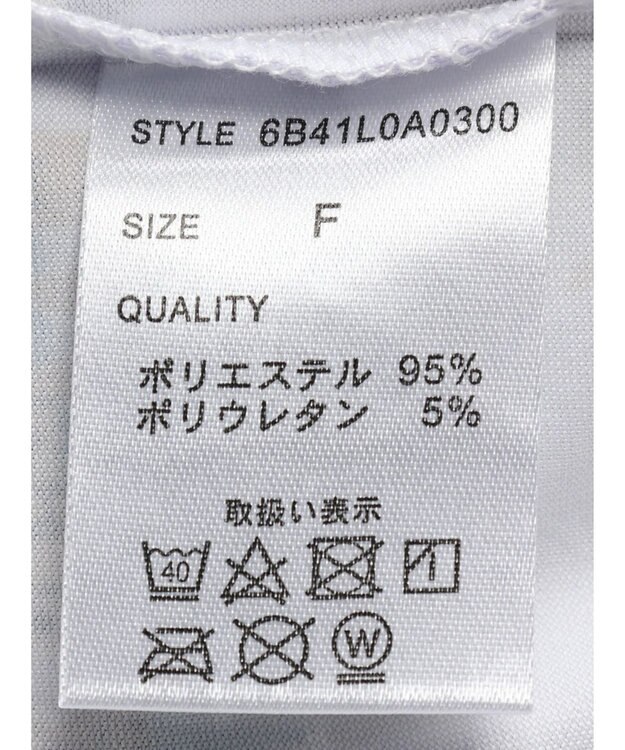 STYLE 6B41L0A0300
SIZE F
QUALITY
ポリエステル 95%
ポリウレタン 5%
取扱い表示
40
W